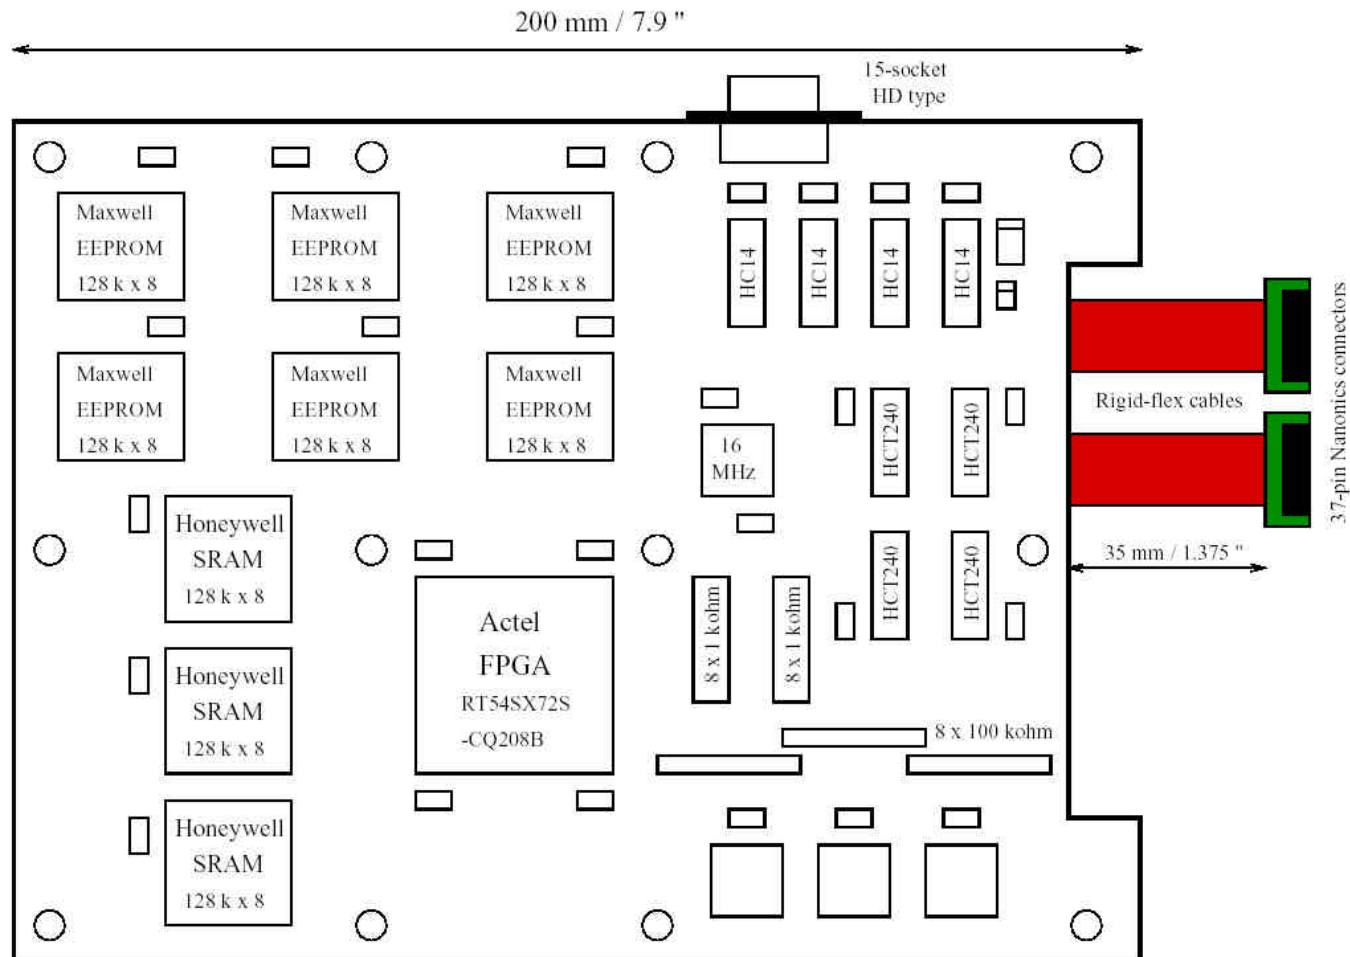 200 mm / 7.9 "
15-socket
HD type
Maxwell
EEPROM
128 k x 8
Maxwell
EEPROM
128 k x 8
Maxwell
EEPROM
128 k x 8
HC14
HC14
HC14
HC14
Maxwell
EEPROM
128 k x 8
Maxwell
EEPROM
128 k x 8
Maxwell
EEPROM
128 k x 8
16
MHz
HCT240
HCT240
Rigid-flex cables
37-pin Nanonics connectors
35 mm / 1.375 "
Honeywell
SRAM
128 k x 8
HCT240
HCT240
Actel
FPGA
RT54SX72S
-CQ208B
8 x 1 kohm
8 x 1 kohm
Honeywell
SRAM
128 k x 8
8 x 100 kohm
Honeywell
SRAM
128 k x 8